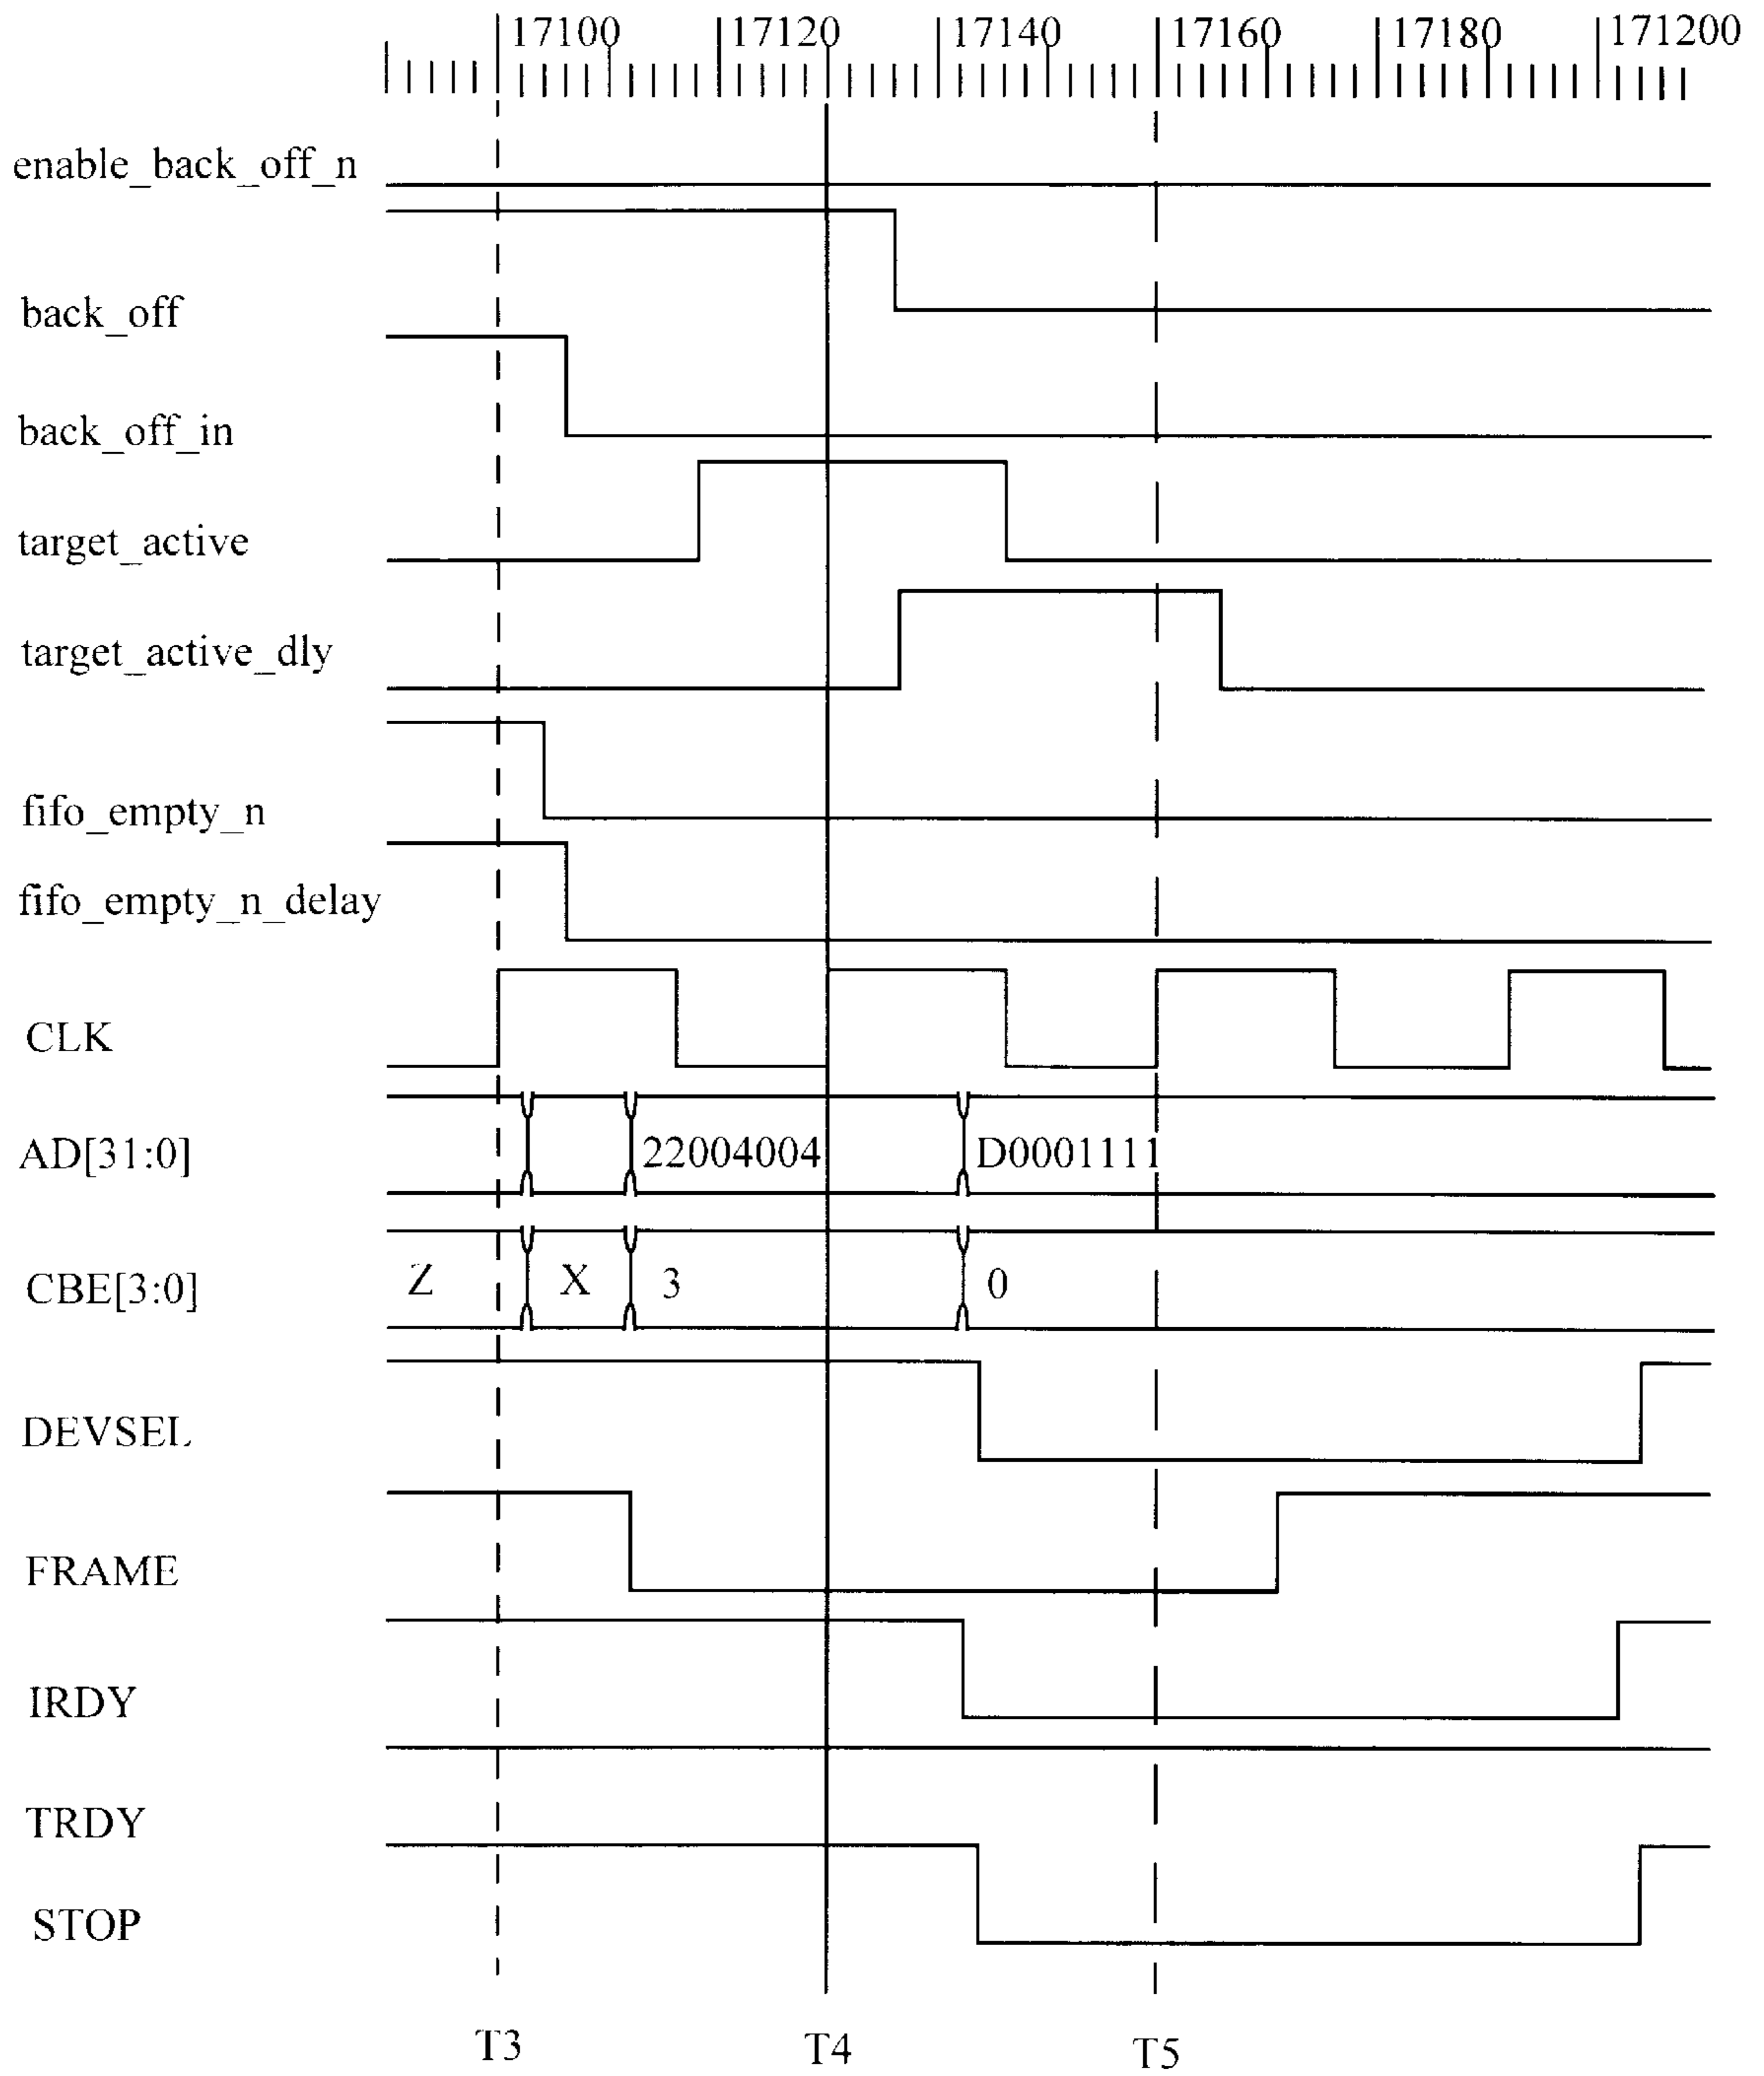 17100 17120 17140 17160 17180 171200
enable_back_off_n
back_off
back_off_in
target_active
target_active_dly
fifo_empty_n
fifo_empty_n_delay
CLK
AD[31:0] 22004004 D0001111
CBE[3:0] Z X 3 0
DEVSEL
FRAME
IRDY
TRDY
STOP
T3 T4 T5